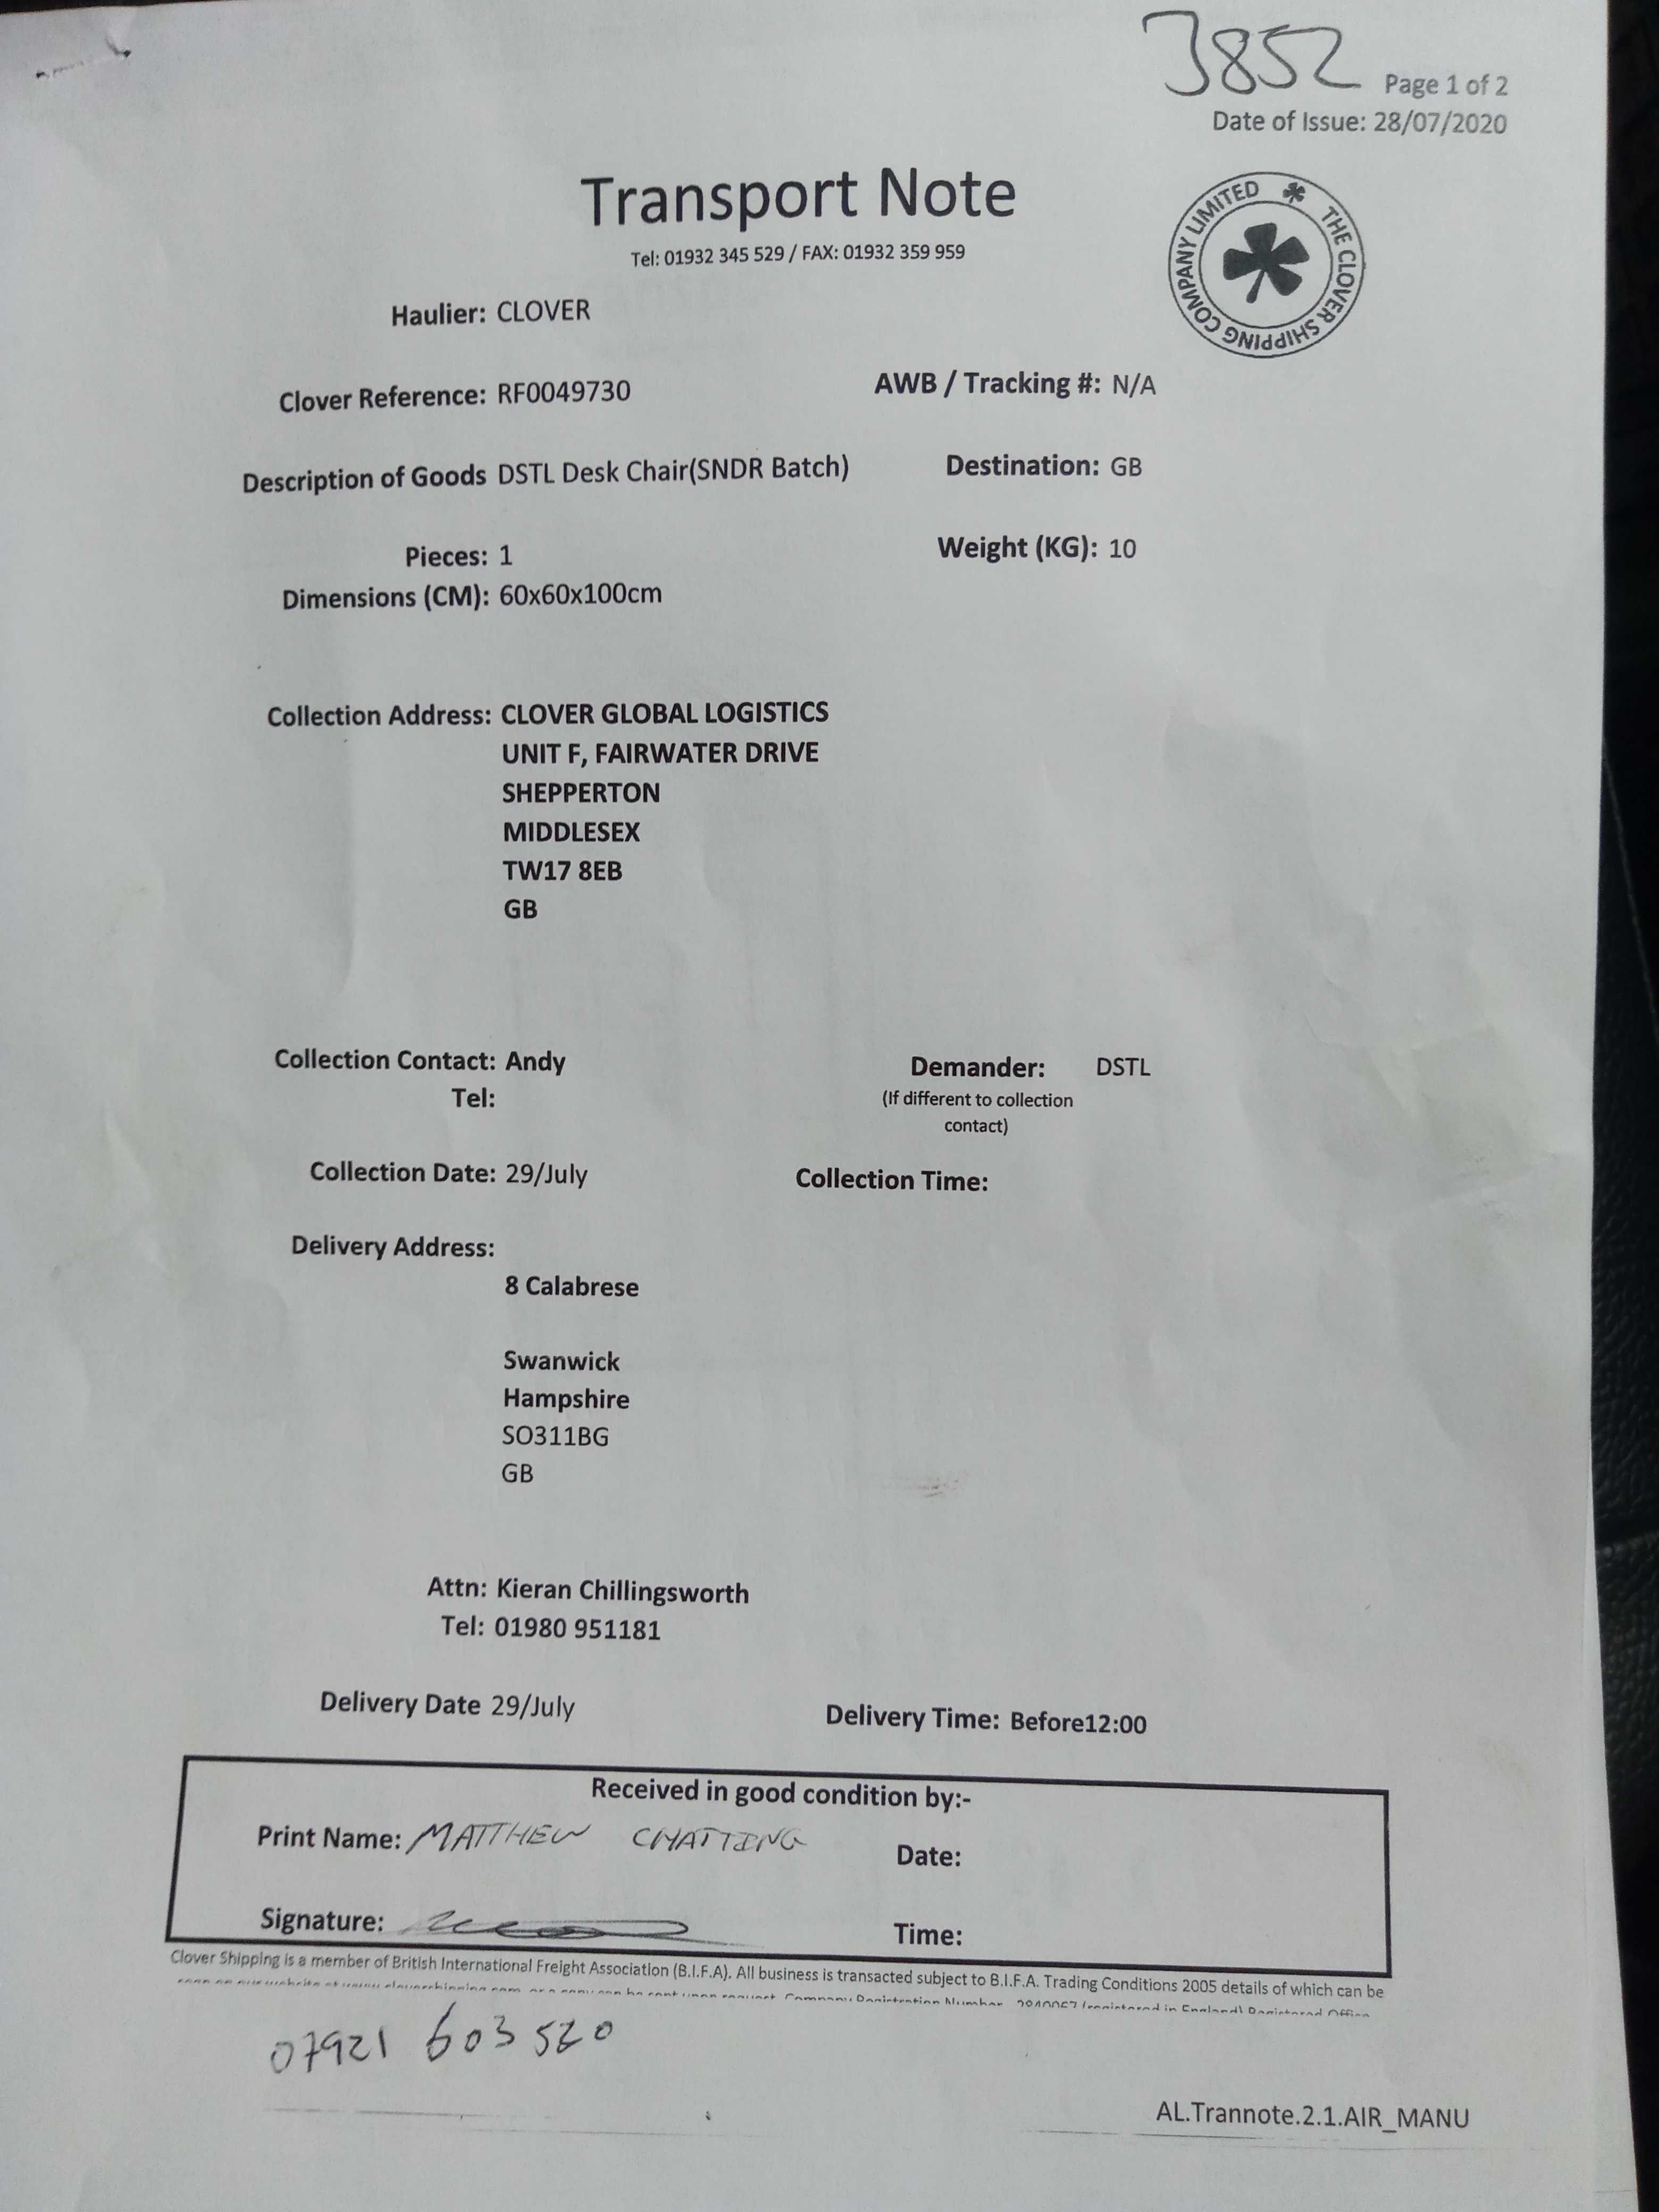 3852
Page 1 of 2
Date of Issue: 28/07/2020
Transport Note
Tel: 01932 345 529 / FAX: 01932 359 959
THE CLOVER SHIPPING COMPANY LIMITED
Haulier: CLOVER
Clover Reference: RF0049730 AWB / Tracking #: N/A
Description of Goods DSTL Desk Chair(SNDR Batch) Destination: GB
Pieces: 1 Weight (KG): 10
Dimensions (CM): 60x60x100cm
Collection Address: CLOVER GLOBAL LOGISTICS
UNIT F, FAIRWATER DRIVE
SHEPPERTON
MIDDLESEX
TW17 8EB
GB
Collection Contact: Andy Demander: DSTL
Tel: (If different to collection
contact)
Collection Date: 29/July Collection Time:
Delivery Address:
8 Calabrese
Swanwick
Hampshire
SO311BG
GB
Attn: Kieran Chillingsworth
Tel: 01980 951181
Delivery Date 29/July Delivery Time: Before12:00
Received in good condition by:-
Print Name: MATTHEW CHATTING Date:
Signature: Time:
Clover Shipping is a member of British International Freight Association (B.I.F.A). All business is transacted subject to B.I.F.A. Trading Conditions 2005 details of which can be
07921 603 520
AL.Trannote.2.1.AIR_MANU